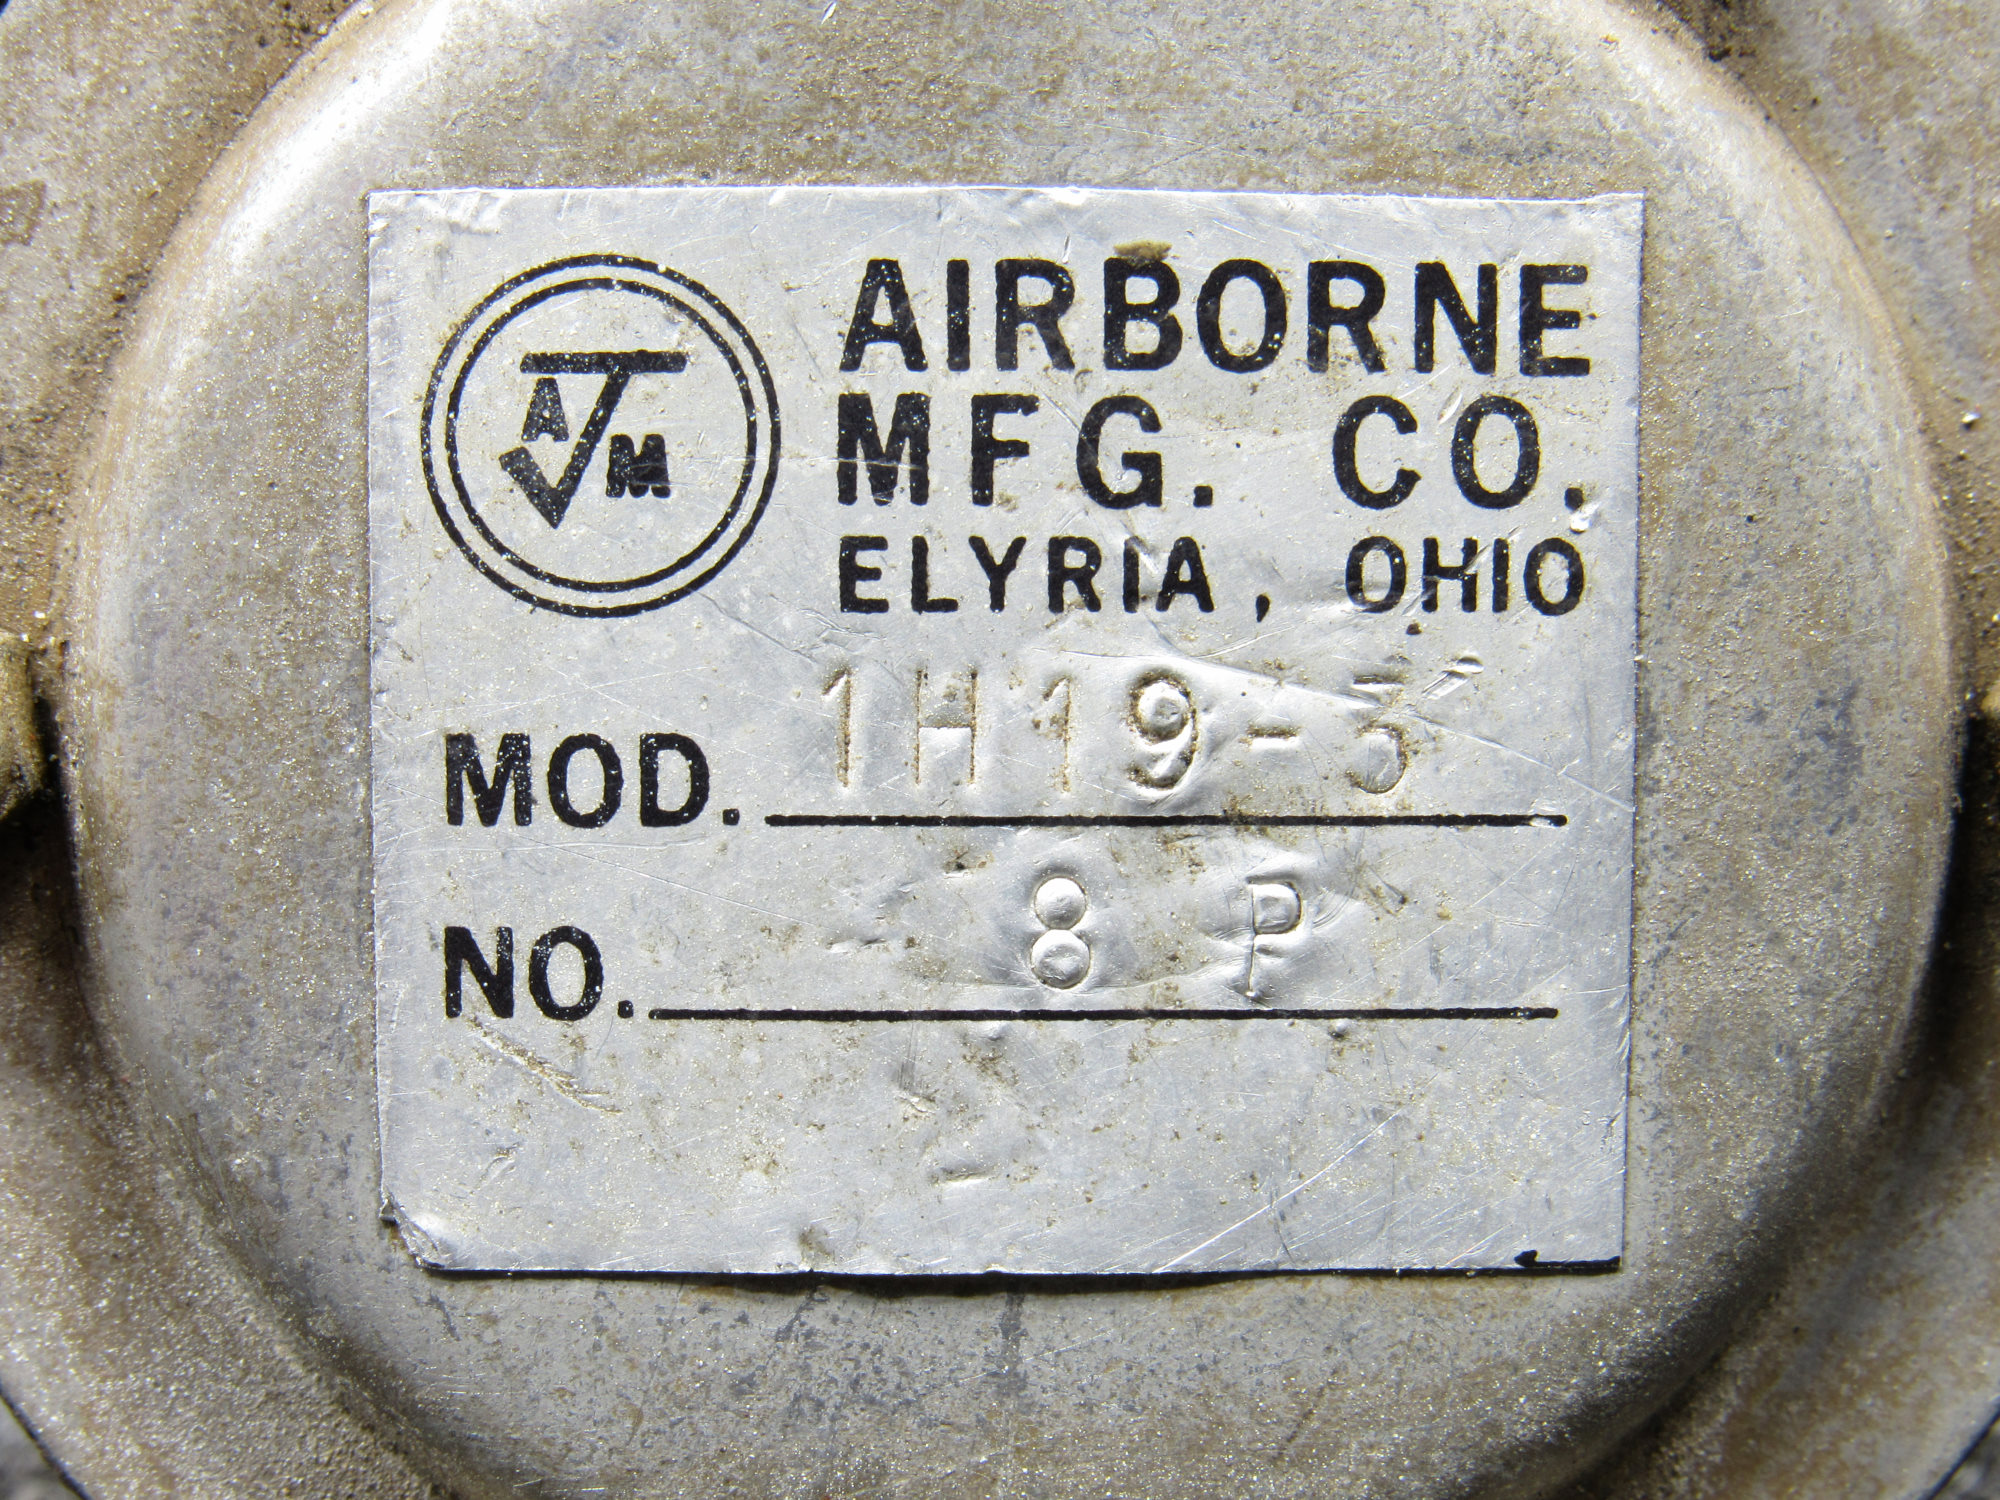 A M
AIRBORNE
MFG. CO.
ELYRIA, OHIO
MOD. 1H19-5
NO. 8 P